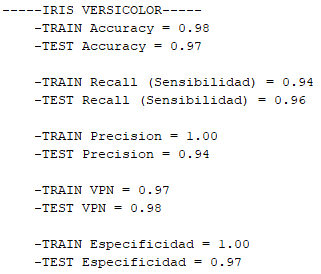 -----IRIS VERSICOLOR-----
-TRAIN Accuracy = 0.98
-TEST Accuracy = 0.97
-TRAIN Recall (Sensibilidad) = 0.94
-TEST Recall (Sensibilidad) = 0.96
-TRAIN Precision = 1.00
-TEST Precision = 0.94
-TRAIN VPN = 0.97
-TEST VPN = 0.98
-TRAIN Especificidad = 1.00
-TEST Especificidad = 0.97